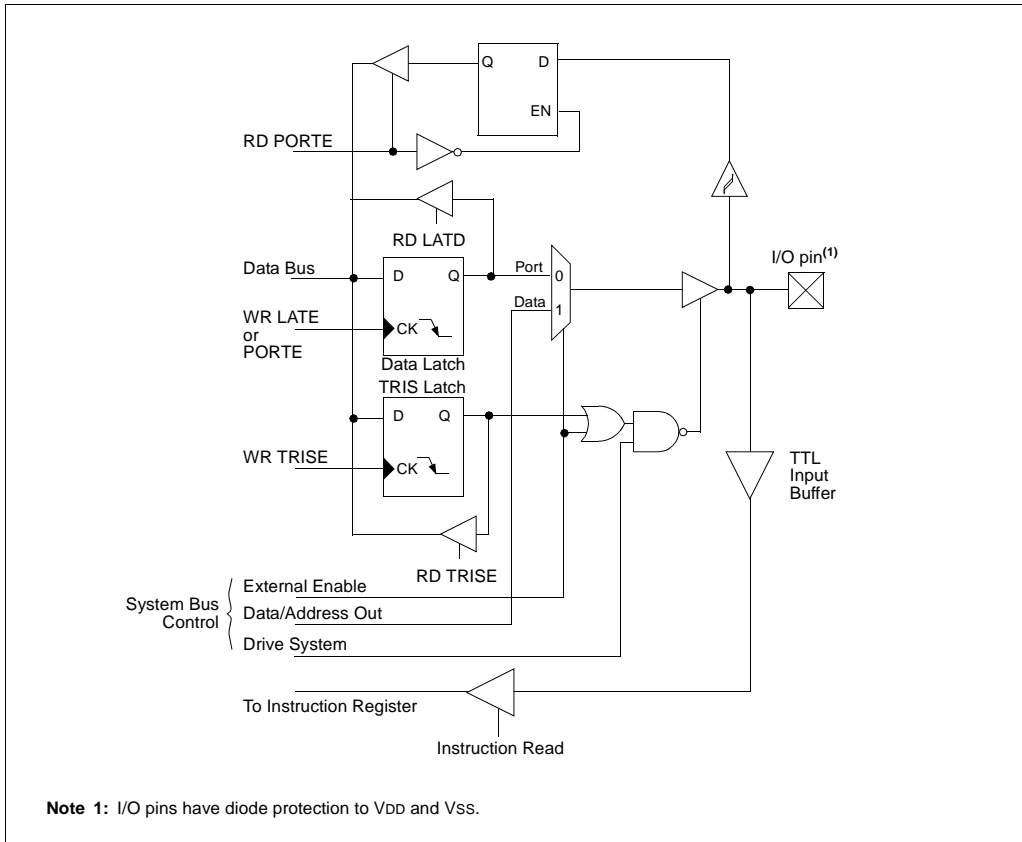 Q D
EN
RD PORTE
RD LATD
I/O pin(1)
Data Bus
D Q
Port 0
Data 1
WR LATE
or
PORTE
CK
Data Latch
TRIS Latch
D Q
WR TRISE
CK
TTL
Input
Buffer
RD TRISE
System Bus
Control
External Enable
Data/Address Out
Drive System
To Instruction Register
Instruction Read
Note 1: I/O pins have diode protection to VDD and VSS.